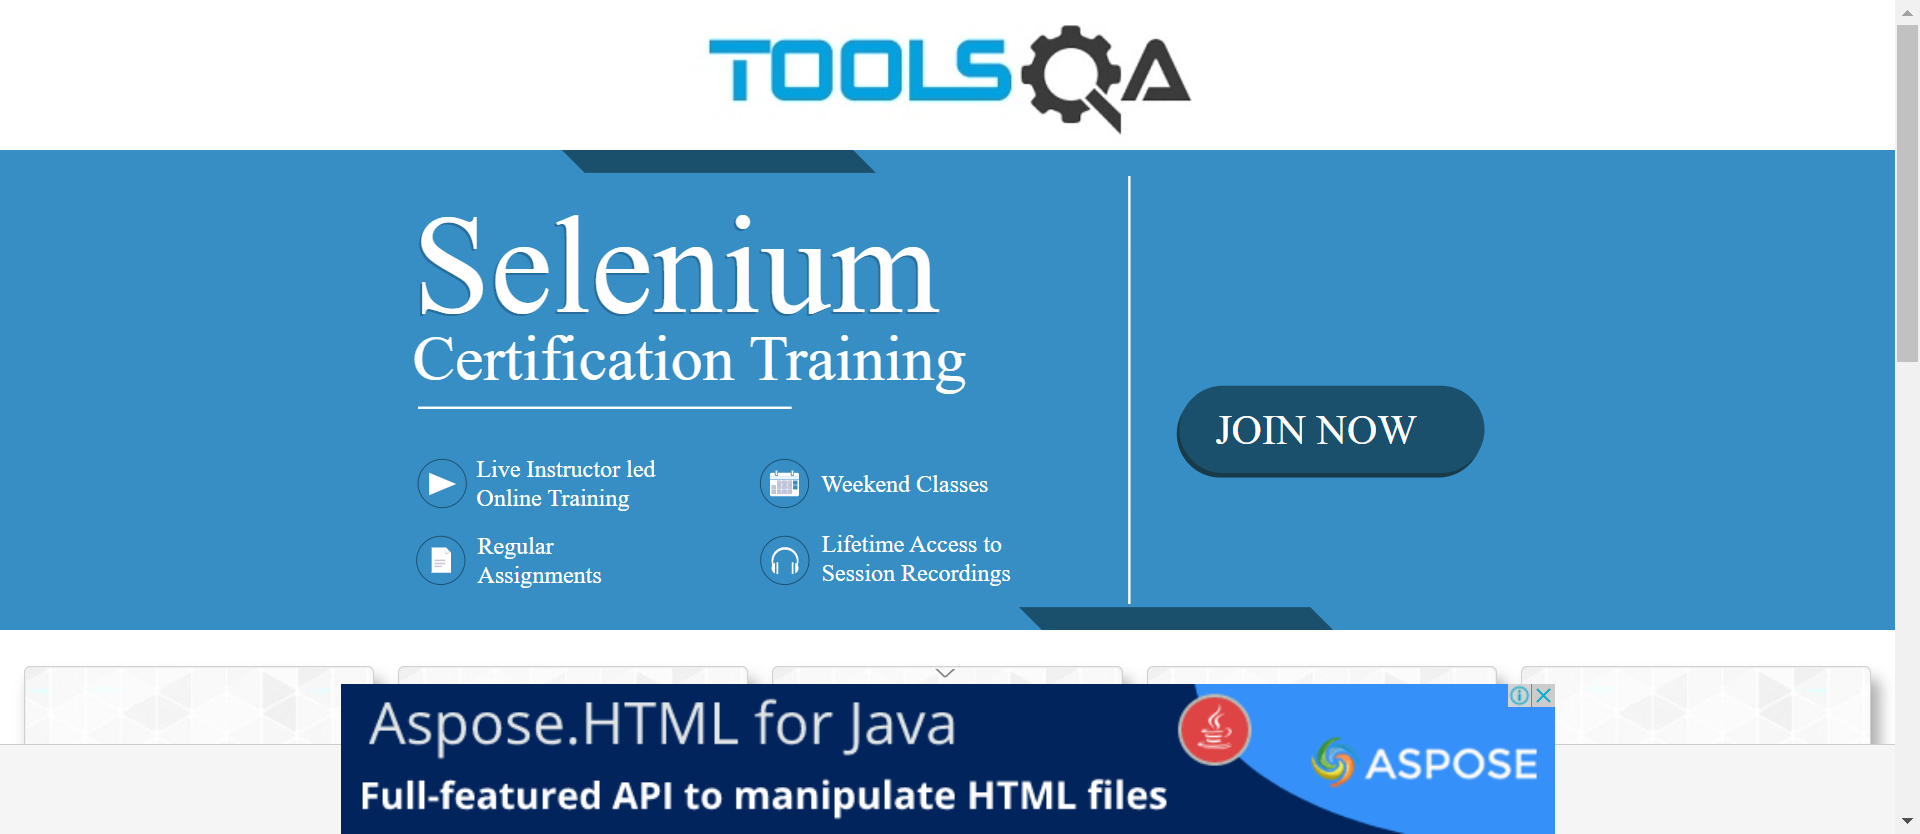 TOOLSQA
Selenium
Certification Training
JOIN NOW
Live Instructor led
Online Training
Weekend Classes
Regular
Assignments
Lifetime Access to
Session Recordings
Aspose.HTML for Java
Full-featured API to manipulate HTML files
ASPOSE